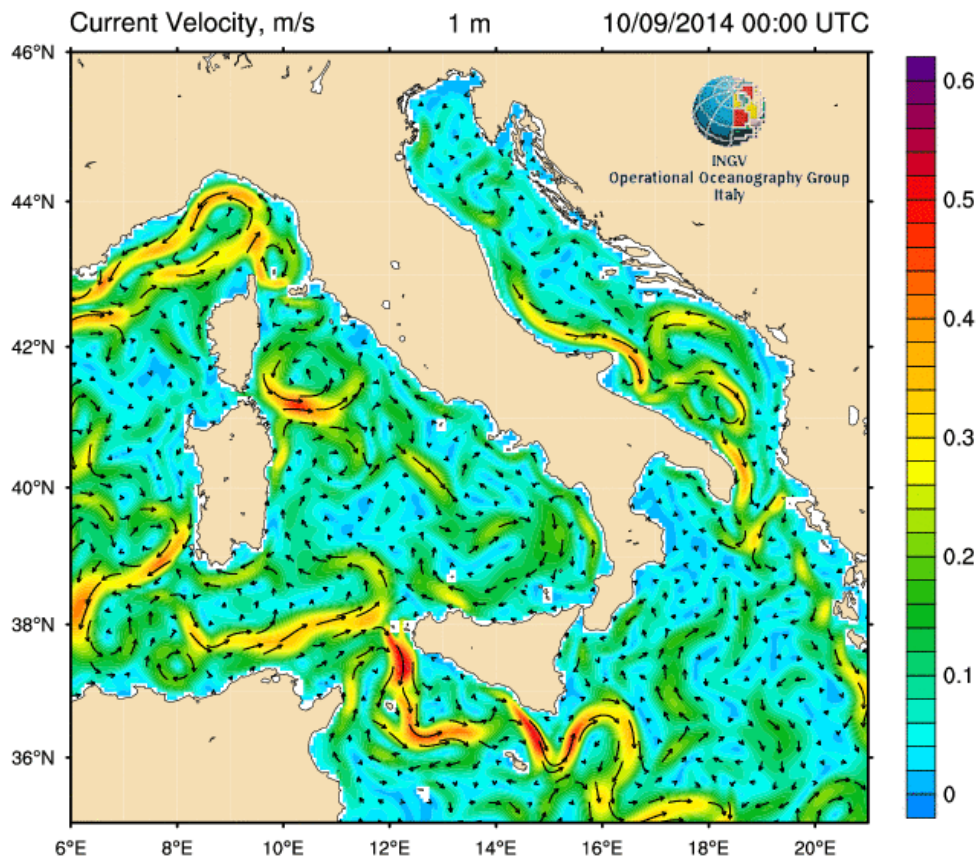 Current Velocity, m/s 1 m 10/09/2014 00:00 UTC
46°N
44°N
42°N
40°N
38°N
36°N
6°E 8°E 10°E 12°E 14°E 16°E 18°E 20°E
INGV
Operational Oceanography Group
Italy
0.6
0.5
0.4
0.3
0.2
0.1
0